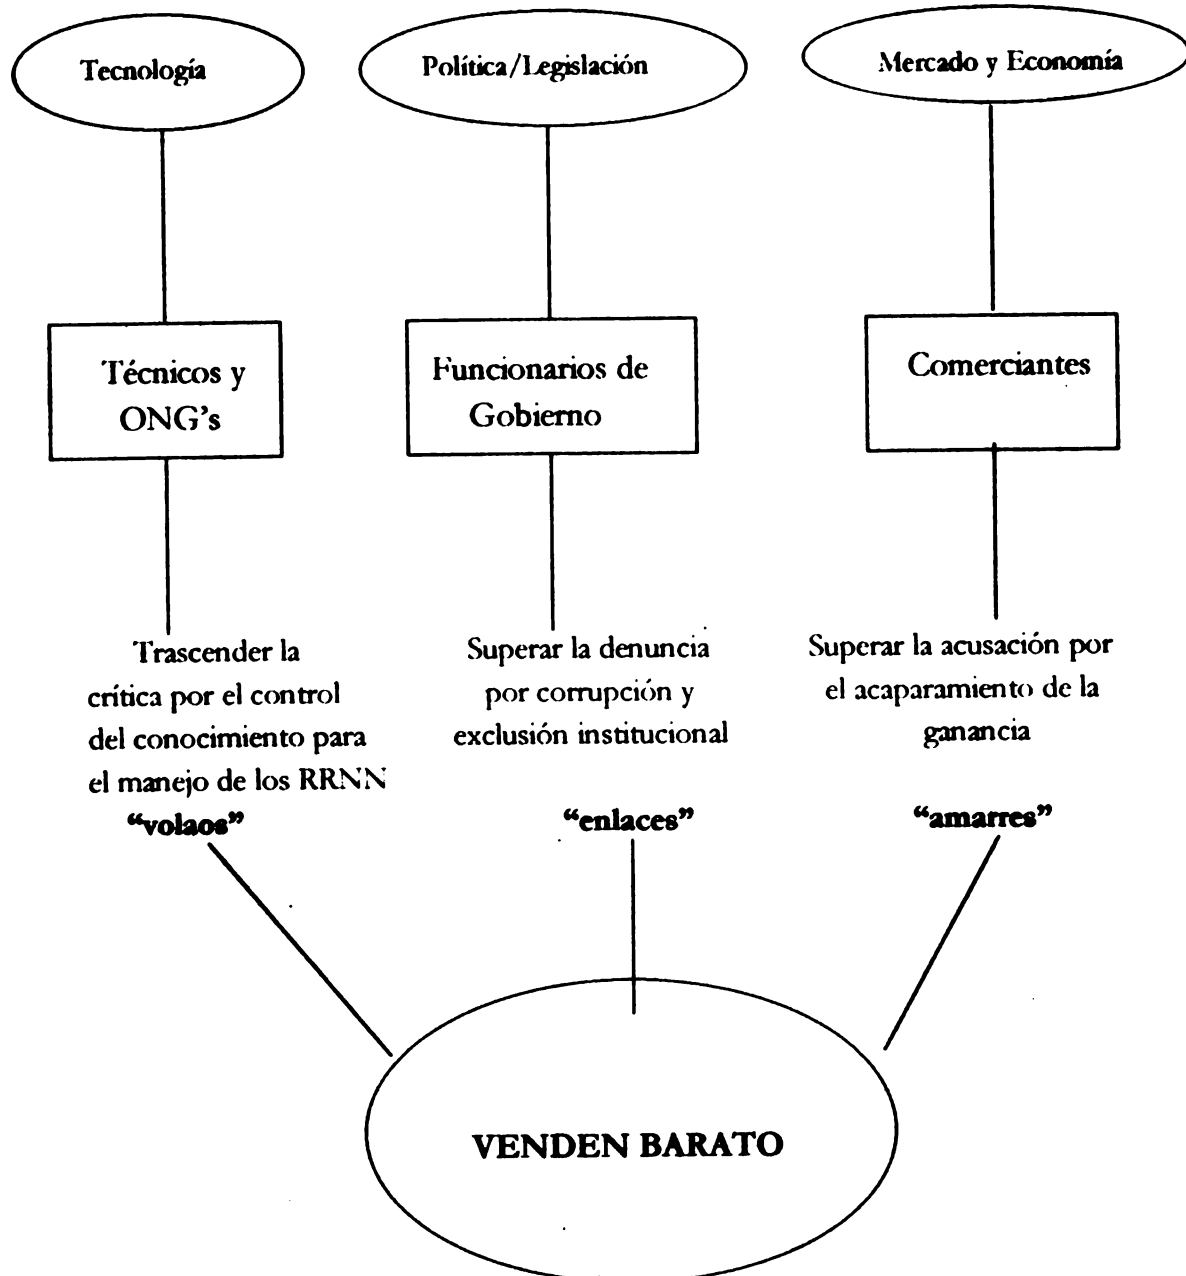 Tecnología
Política/Legislación
Mercado y Economía
Técnicos y
ONG's
Funcionarios de
Gobierno
Comerciantes
Trascender la
crítica por el control
del conocimiento para
el manejo de los RRNN
"volaos"
Superar la denuncia
por corrupción y
exclusión institucional
"enlaces"
Superar la acusación por
el acaparamiento de la
ganancia
"amarres"
VENDEN BARATO